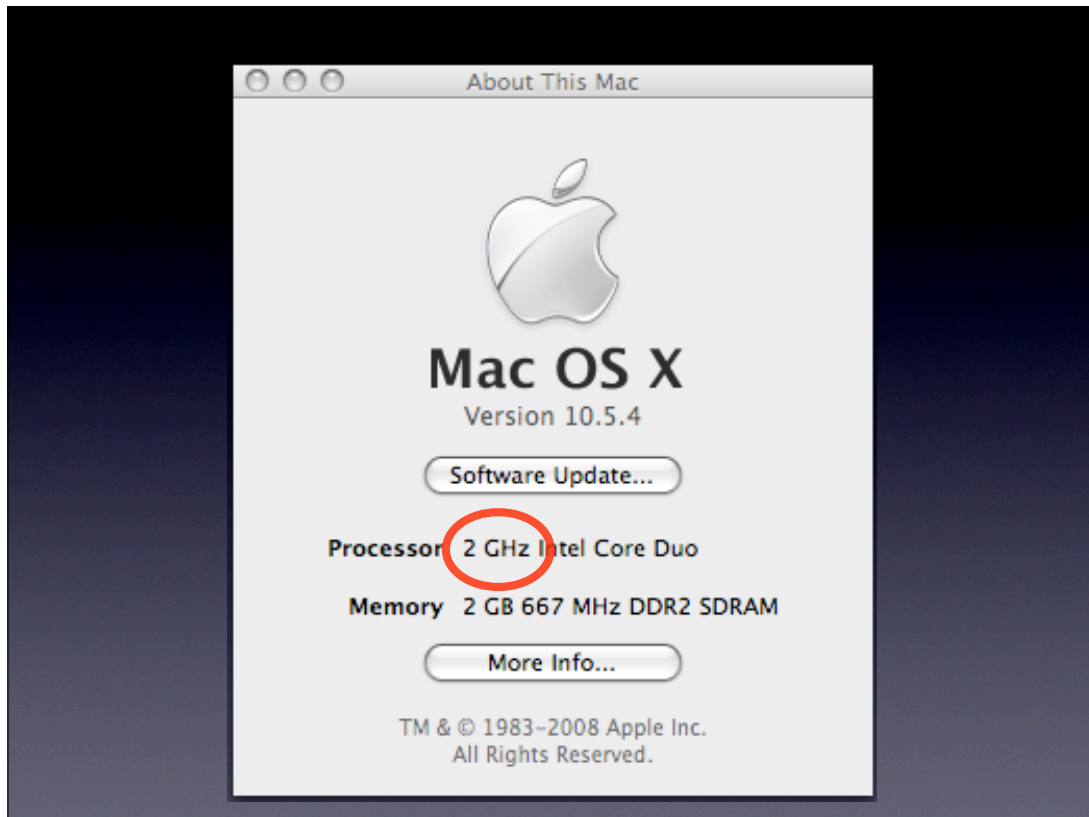 About This Mac
Mac OS X
Version 10.5.4
Software Update...
Processor 2 GHz Intel Core Duo
Memory 2 GB 667 MHz DDR2 SDRAM
More Info...
TM & © 1983–2008 Apple Inc.
All Rights Reserved.